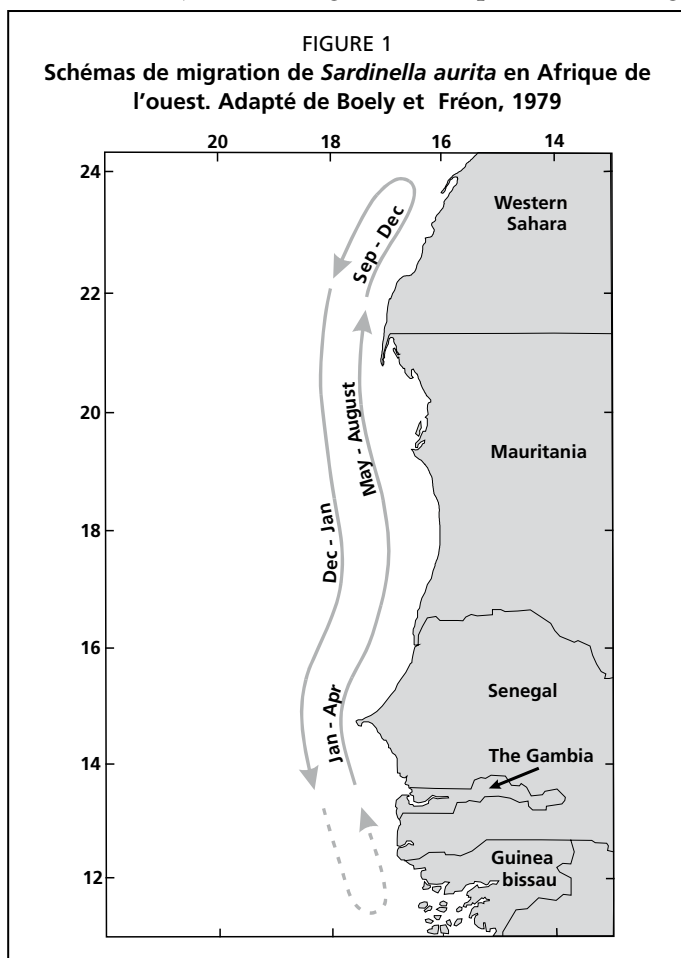 FIGURE 1
Schémas de migration de Sardinella aurita en Afrique de
l'ouest. Adapté de Boely et Fréon, 1979
20 18 16 14
24
22
20
18
16
14
12
Sep - Dec
May - August
Dec - Jan
Jan - Apr
Western
Sahara
Mauritania
Senegal
The Gambia
Guinea
bissau